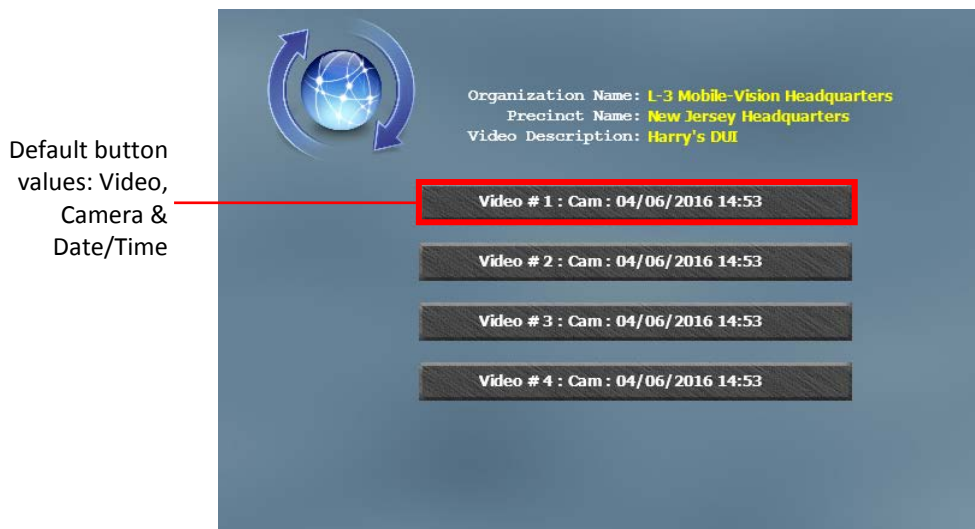 Organization Name: L-3 Mobile-Vision Headquarters
Precinct Name: New Jersey Headquarters
Video Description: Harry's DUI
Default button
values: Video,
Camera &
Date/Time
Video # 1 : Cam : 04/06/2016 14:53
Video # 2 : Cam : 04/06/2016 14:53
Video # 3 : Cam : 04/06/2016 14:53
Video # 4 : Cam : 04/06/2016 14:53